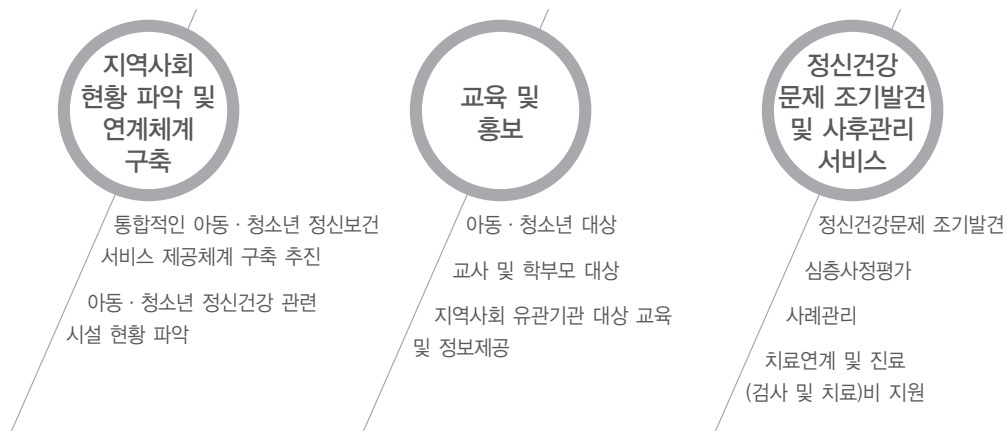 지역사회
현황 파악 및
연계체계
구축
통합적인 아동 · 청소년 정신보건
서비스 제공체계 구축 추진
아동 · 청소년 정신건강 관련
시설 현황 파악
교육 및
홍보
아동 · 청소년 대상
교사 및 학부모 대상
지역사회 유관기관 대상 교육
및 정보제공
정신건강
문제 조기발견
및 사후관리
서비스
정신건강문제 조기발견
심층사정평가
사례관리
치료연계 및 진료
(검사 및 치료)비 지원